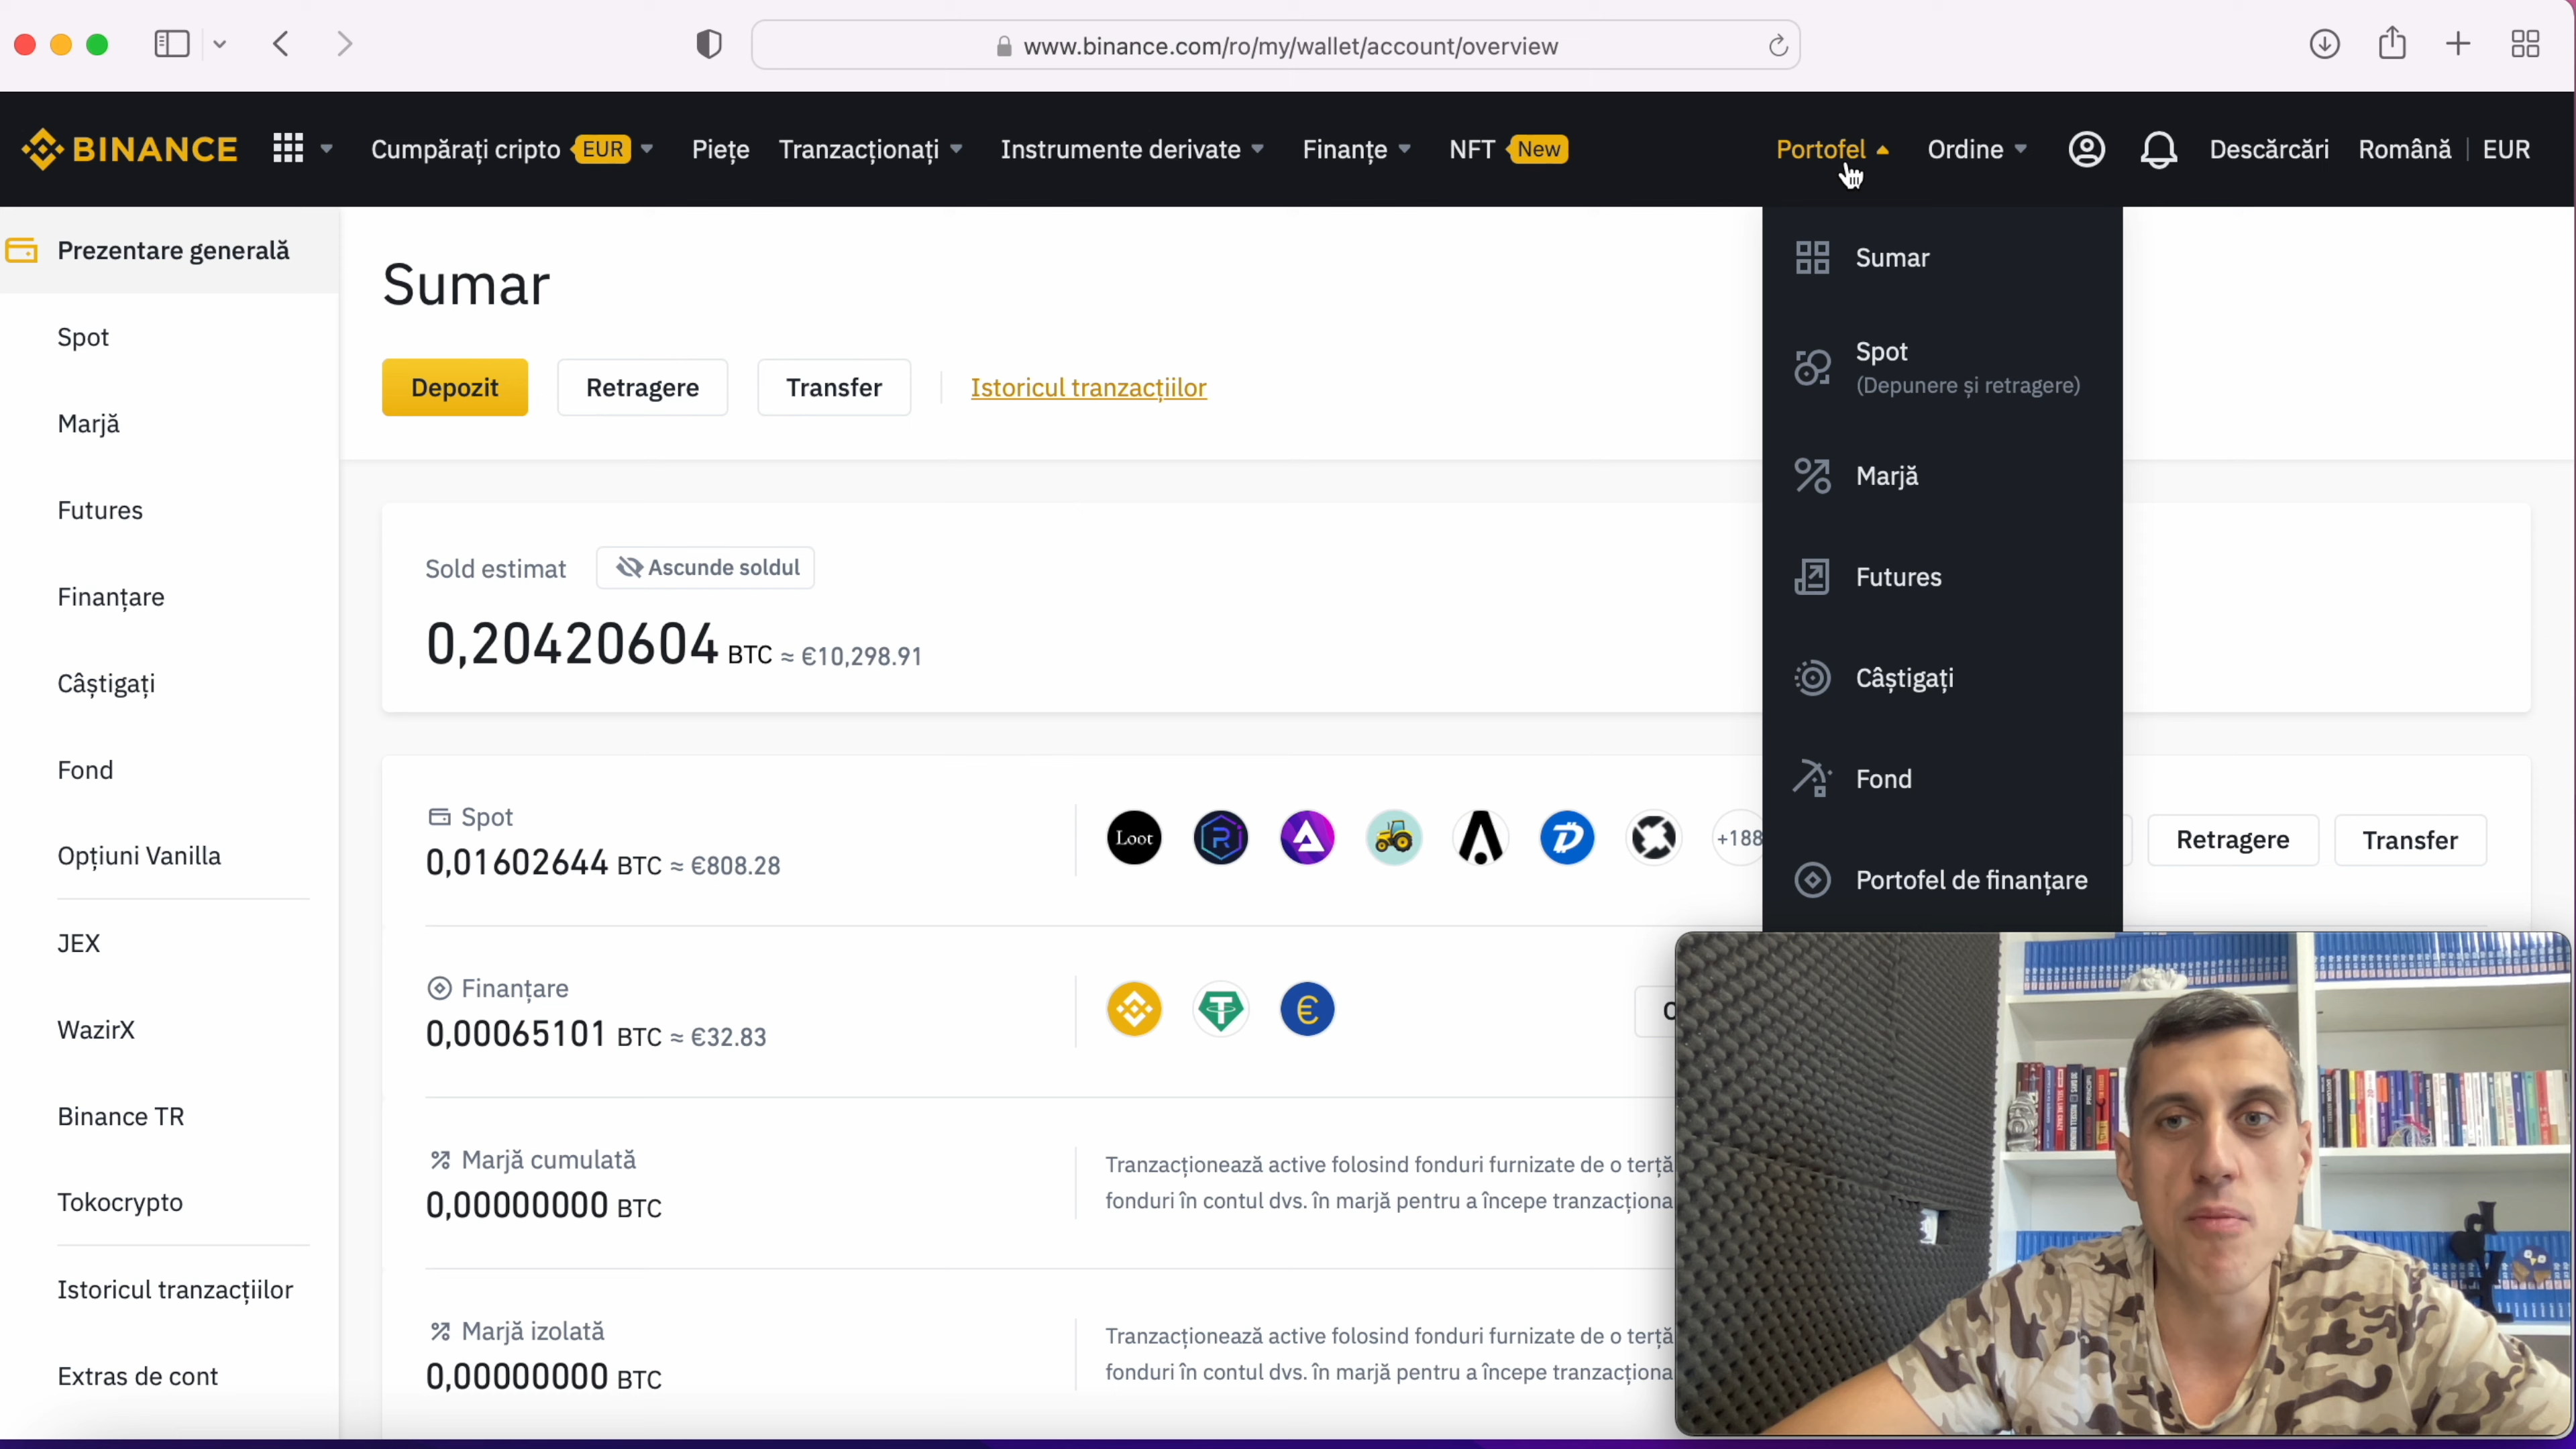 www.binance.com/ro/my/wallet/account/overview
BINANCE
Cumpărați cripto EUR
Piețe
Tranzacționați
Instrumente derivate
Finanțe
NFT New
Portofel
Ordine
Descărcări
Română
EUR
Prezentare generală
Spot
Marjă
Futures
Finanțare
Câștigați
Fond
Opțiuni Vanilla
JEX
WazirX
Binance TR
Tokocrypto
Istoricul tranzacțiilor
Extras de cont
Sumar
Depozit
Retragere
Transfer
Istoricul tranzacțiilor
Sold estimat
Ascunde soldul
0,20420604 BTC ≈ €10,298.91
Spot
0,01602644 BTC ≈ €808.28
Loot
+188
Retragere
Transfer
Finanțare
0,00065101 BTC ≈ €32.83
Marjă cumulată
0,00000000 BTC
Tranzacționează active folosind fonduri furnizate de o terță
fonduri în contul dvs. în marjă pentru a începe tranzacționa
Marjă izolată
0,00000000 BTC
Tranzacționează active folosind fonduri furnizate de o terță
fonduri în contul dvs. în marjă pentru a începe tranzacționa
Sumar
Spot
(Depunere și retragere)
Marjă
Futures
Câștigați
Fond
Portofel de finanțare